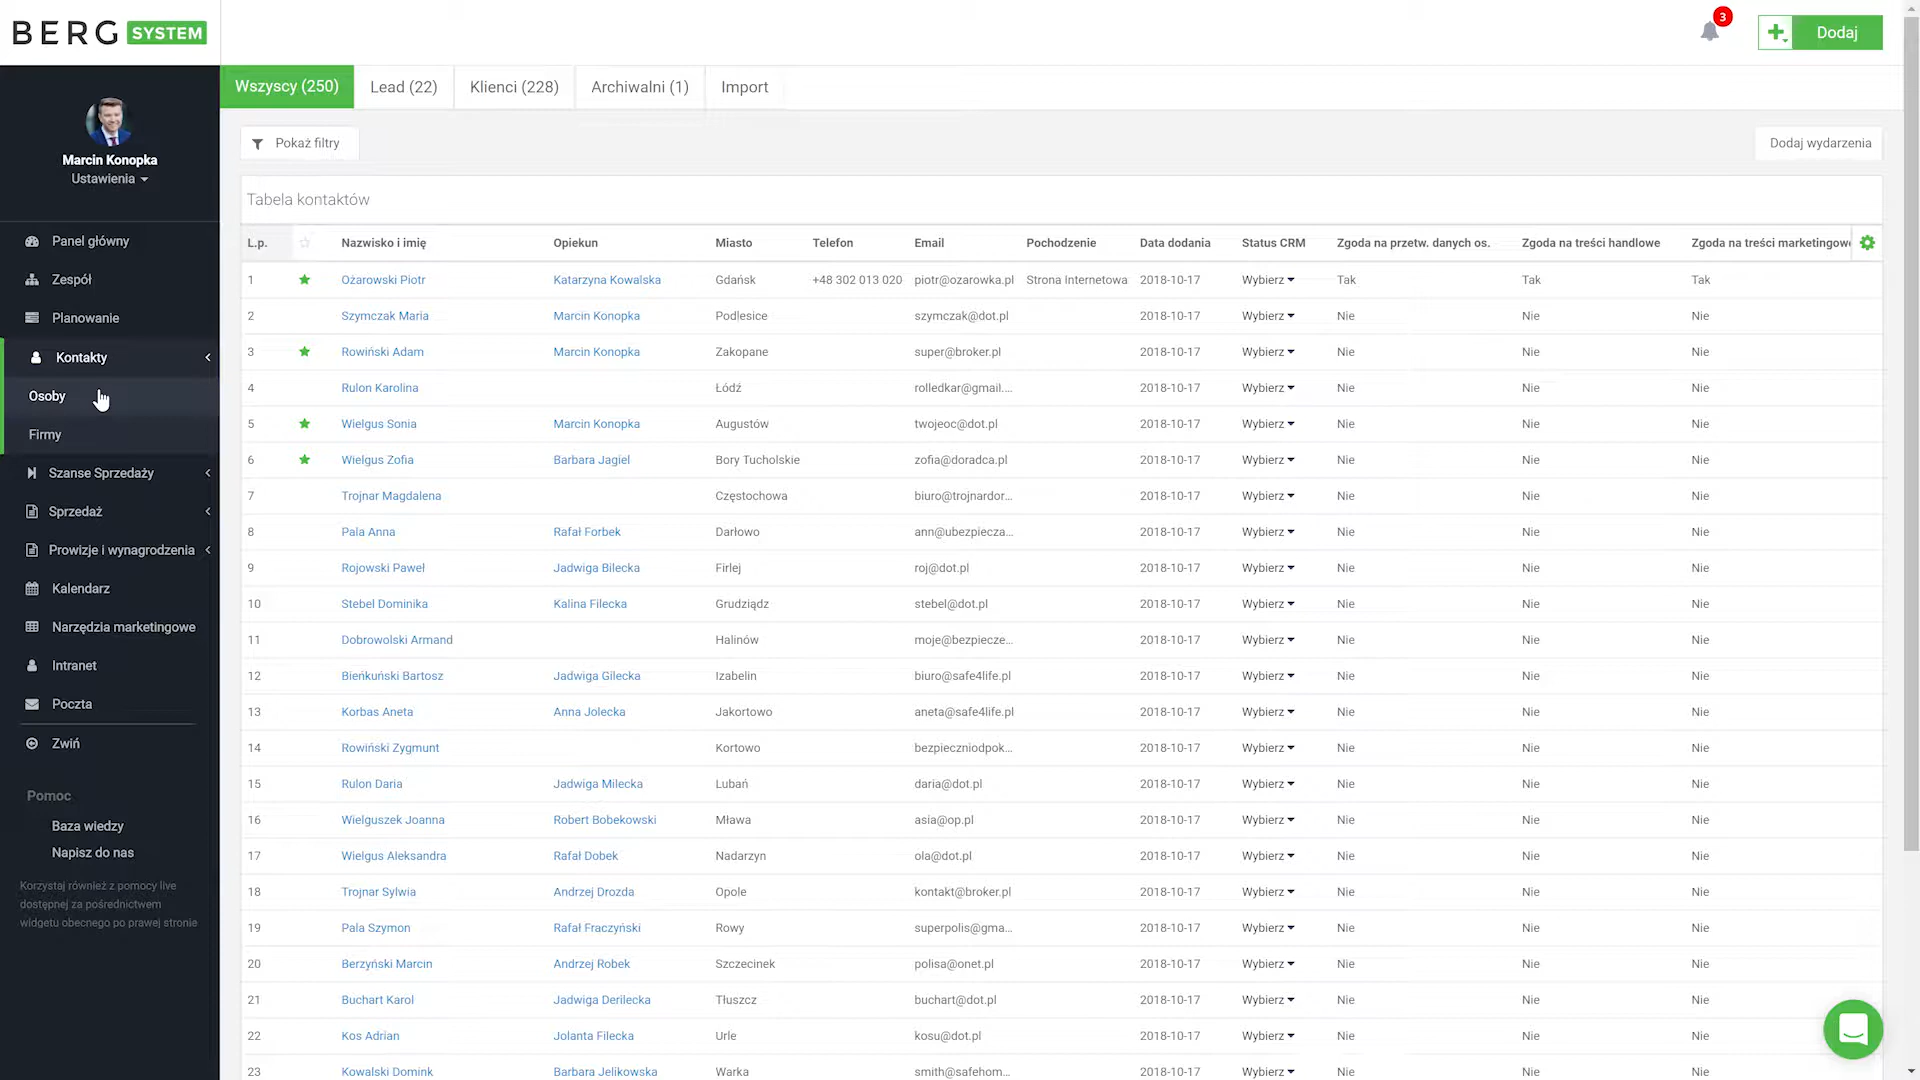 BERG SYSTEM
3
Dodaj
Marcin Konopka
Ustawienia
Panel główny
Zespół
Planowanie
Kontakty
Osoby
Firmy
Szanse Sprzedaży
Sprzedaż
Prowizje i wynagrodzenia
Kalendarz
Narzędzia marketingowe
Intranet
Poczta
Zwiń
Pomoc
Baza wiedzy
Napisz do nas
Korzystaj również z pomocy live
dostępnej za pośrednictwem
widgetu obecnego po prawej stronie
Wszyscy (250) Lead (22) Klienci (228) Archiwalni (1) Import
Pokaż filtry Dodaj wydarzenia
Tabela kontaktów
L.p. Nazwisko i imię Opiekun Miasto Telefon Email Pochodzenie Data dodania Status CRM Zgoda na przetw. danych os. Zgoda na treści handlowe Zgoda na treści marketingow
1 Ożarowski Piotr Katarzyna Kowalska Gdańsk +48 302 013 020 piotr@ozarowka.pl Strona Internetowa 2018-10-17 Wybierz Tak Tak Tak
2 Szymczak Maria Marcin Konopka Podlesice szymczak@dot.pl 2018-10-17 Wybierz Nie Nie Nie
3 Rowiński Adam Marcin Konopka Zakopane super@broker.pl 2018-10-17 Wybierz Nie Nie Nie
4 Rulon Karolina Łódź rolledkar@gmail.... 2018-10-17 Wybierz Nie Nie Nie
5 Wielgus Sonia Marcin Konopka Augustów twojeoc@dot.pl 2018-10-17 Wybierz Nie Nie Nie
6 Wielgus Zofia Barbara Jagiel Bory Tucholskie zofia@doradca.pl 2018-10-17 Wybierz Nie Nie Nie
7 Trojnar Magdalena Częstochowa biuro@trojnardor... 2018-10-17 Wybierz Nie Nie Nie
8 Pala Anna Rafał Forbek Darłowo ann@ubezpiecza... 2018-10-17 Wybierz Nie Nie Nie
9 Rojowski Paweł Jadwiga Bilecka Firlej roj@dot.pl 2018-10-17 Wybierz Nie Nie Nie
10 Stebel Dominika Kalina Filecka Grudziądz stebel@dot.pl 2018-10-17 Wybierz Nie Nie Nie
11 Dobrowolski Armand Halinów moje@bezpiecze... 2018-10-17 Wybierz Nie Nie Nie
12 Bieńkuński Bartosz Jadwiga Gilecka Izabelin biuro@safe4life.pl 2018-10-17 Wybierz Nie Nie Nie
13 Korbas Aneta Anna Jolecka Jakortowo aneta@safe4life.pl 2018-10-17 Wybierz Nie Nie Nie
14 Rowiński Zygmunt Kortowo bezpieczniodpok... 2018-10-17 Wybierz Nie Nie Nie
15 Rulon Daria Jadwiga Milecka Lubań daria@dot.pl 2018-10-17 Wybierz Nie Nie Nie
16 Wielguszek Joanna Robert Bobekowski Mława asia@op.pl 2018-10-17 Wybierz Nie Nie Nie
17 Wielgus Aleksandra Rafał Dobek Nadarzyn ola@dot.pl 2018-10-17 Wybierz Nie Nie Nie
18 Trojnar Sylwia Andrzej Drozda Opole kontakt@broker.pl 2018-10-17 Wybierz Nie Nie Nie
19 Pala Szymon Rafał Fraczyński Rowy superpolis@gma... 2018-10-17 Wybierz Nie Nie Nie
20 Berzyński Marcin Andrzej Robek Szczecinek polisa@onet.pl 2018-10-17 Wybierz Nie Nie Nie
21 Buchart Karol Jadwiga Derilecka Tłuszcz buchart@dot.pl 2018-10-17 Wybierz Nie Nie Nie
22 Kos Adrian Jolanta Filecka Urle kosu@dot.pl 2018-10-17 Wybierz Nie Nie Nie
23 Kowalski Domink Barbara Jelikowska Warka smith@safehom... 2018-10-17 Wybierz Nie Nie Nie